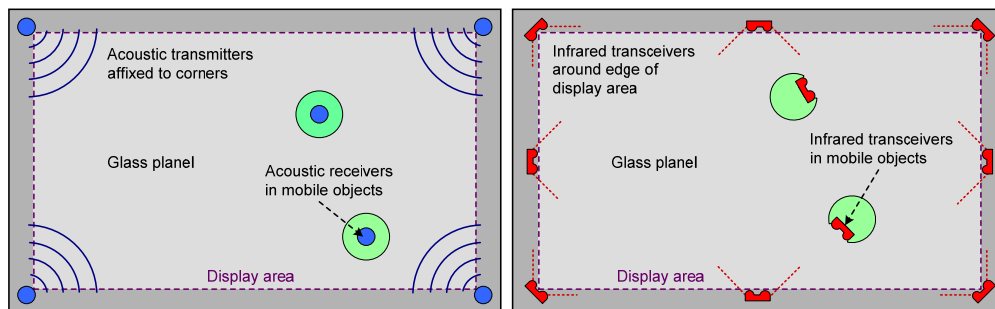 Acoustic transmitters
affixed to corners
Glass planel
Acoustic receivers
in mobile objects
Display area
Infrared transceivers
around edge of
display area
Glass planel
Infrared transceivers
in mobile objects
Display area